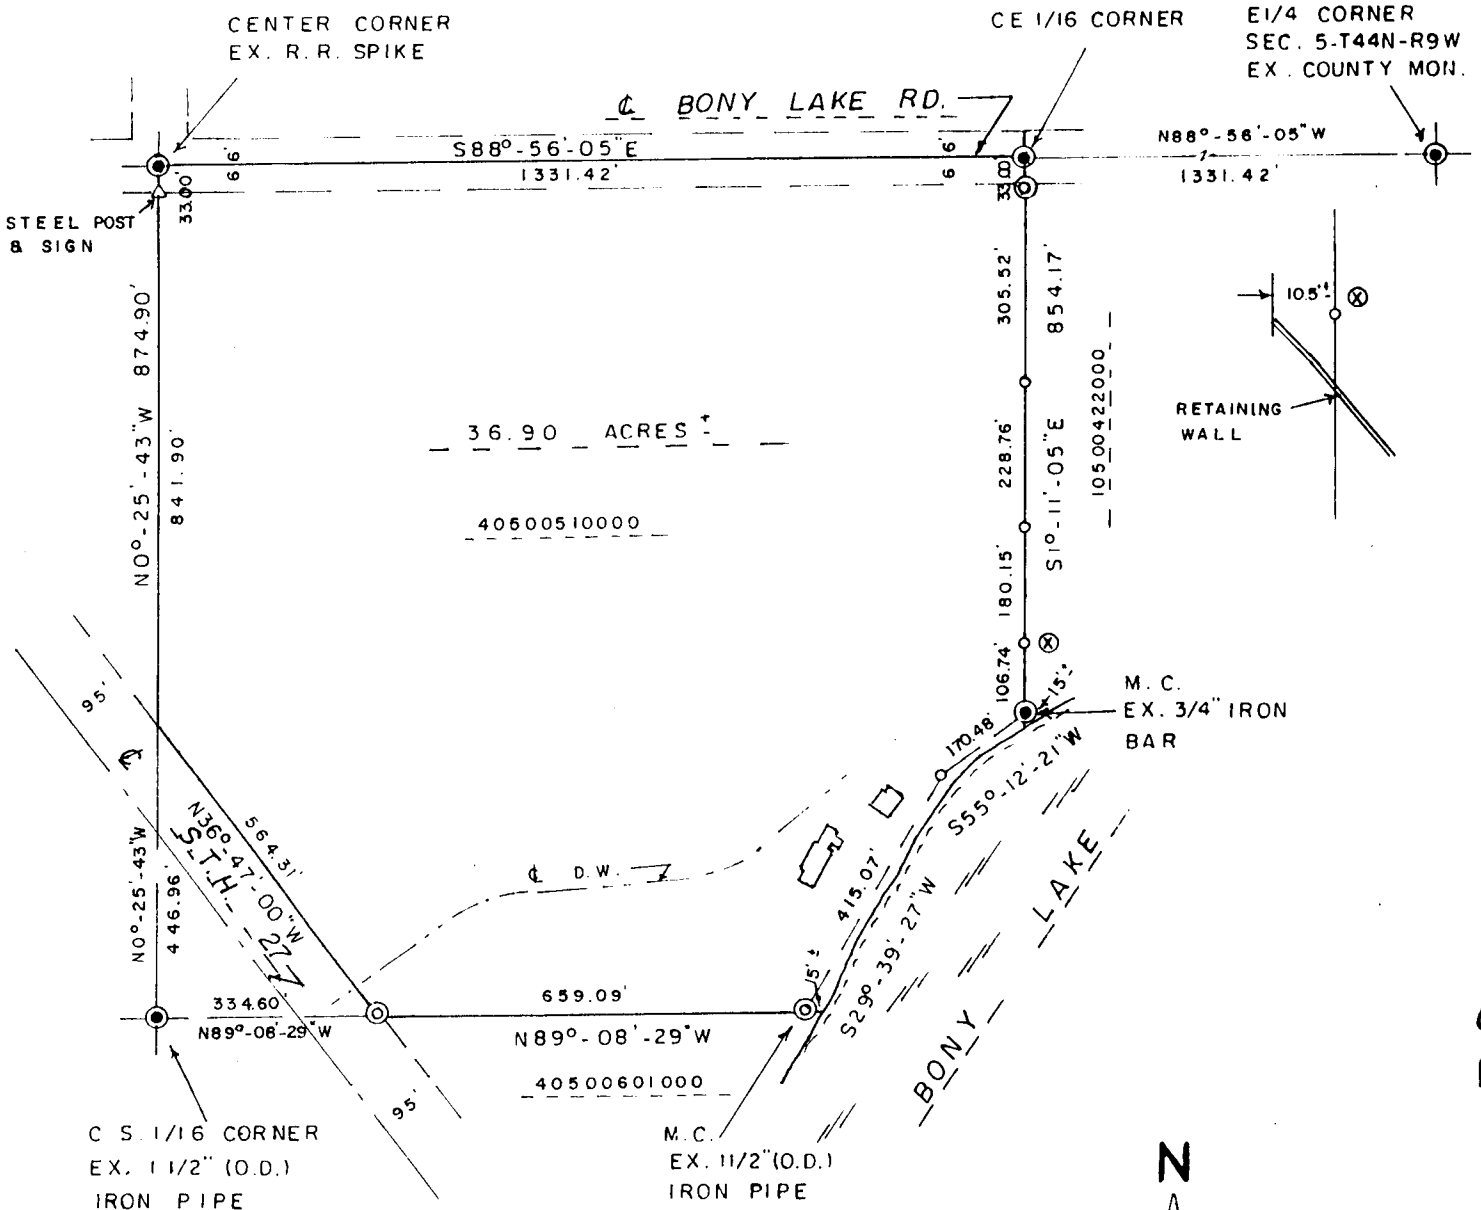 CENTER CORNER
EX. R.R. SPIKE
CE 1/16 CORNER
E1/4 CORNER
SEC. 5-T44N-R9W
EX. COUNTY MON.
℄ BONY LAKE RD.
S88°-56'-05"E
1331.42'
N88°-56'-05"W
1331.42'
66'
33.00'
66'
33.00'
STEEL POST
& SIGN
N0°-25'-43"W 874.90'
841.90'
305.52'
854.17'
S1°-11'-05"E
228.76'
180.15'
106.74'
10500422000
10.5'±
X
RETAINING
WALL
36.90 ACRES ±
40500510000
X
15'±
M.C.
EX. 3/4" IRON
BAR
170.48'
S55°-12'-21"W
95'
℄
N36°-47'-00"W
564.31'
S.T.H. 27
N0°-25'-43"W
446.96
℄ D.W.
415.07'
S29°-39'-27"W
BONY LAKE
15'±
334.60'
N89°-08'-29"W
659.09'
N89°-08'-29"W
40500601000
95'
C S. 1/16 CORNER
EX. 1 1/2" (O.D.)
IRON PIPE
M.C.
EX. 11/2"(O.D.)
IRON PIPE
N